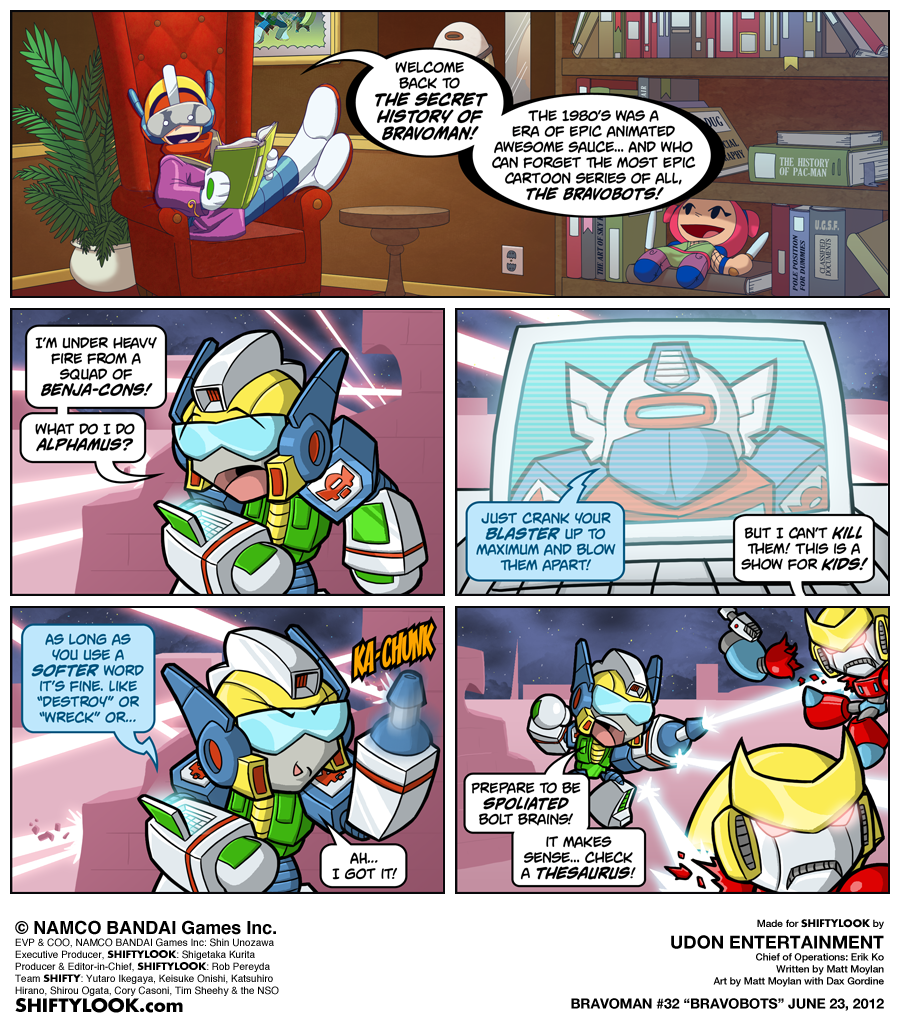 WELCOME
BACK TO
THE SECRET
HISTORY OF
BRAVOMAN!
THE 1980'S WAS A
ERA OF EPIC ANIMATED
AWESOME SAUCE... AND WHO
CAN FORGET THE MOST EPIC
CARTOON SERIES OF ALL,
THE BRAVOBOTS!
DUG
THE HISTORY
OF PAC-MAN
THE ART OF SKY
POLE POSITION
FOR DUMMIES
U.G.S.F.
CLASSIFIED
DOCUMENTS
I'M UNDER HEAVY
FIRE FROM A
SQUAD OF
BENJA-CONS!
WHAT DO I DO
ALPHAMUS?
JUST CRANK YOUR
BLASTER UP TO
MAXIMUM AND BLOW
THEM APART!
BUT I CAN'T KILL
THEM! THIS IS A
SHOW FOR KIDS!
AS LONG AS
YOU USE A
SOFTER WORD
IT'S FINE. LIKE
"DESTROY" OR
"WRECK" OR...
KA-CHUNK
AH...
I GOT IT!
PREPARE TO BE
SPOLIATED
BOLT BRAINS!
IT MAKES
SENSE... CHECK
A THESAURUS!
© NAMCO BANDAI Games Inc.
EVP & COO, NAMCO BANDAI Games Inc: Shin Unozawa
Executive Producer, SHIFTYLOOK: Shigetaka Kurita
Producer & Editor-in-Chief, SHIFTYLOOK: Rob Pereyda
Team SHIFTY: Yutaro Ikegaya, Keisuke Onishi, Katsuhiro
Hirano, Shirou Ogata, Cory Casoni, Tim Sheehy & the NSO
SHIFTYLOOK.com
Made for SHIFTYLOOK by
UDON ENTERTAINMENT
Chief of Operations: Erik Ko
Written by Matt Moylan
Art by Matt Moylan with Dax Gordine
BRAVOMAN #32 "BRAVOBOTS" JUNE 23, 2012